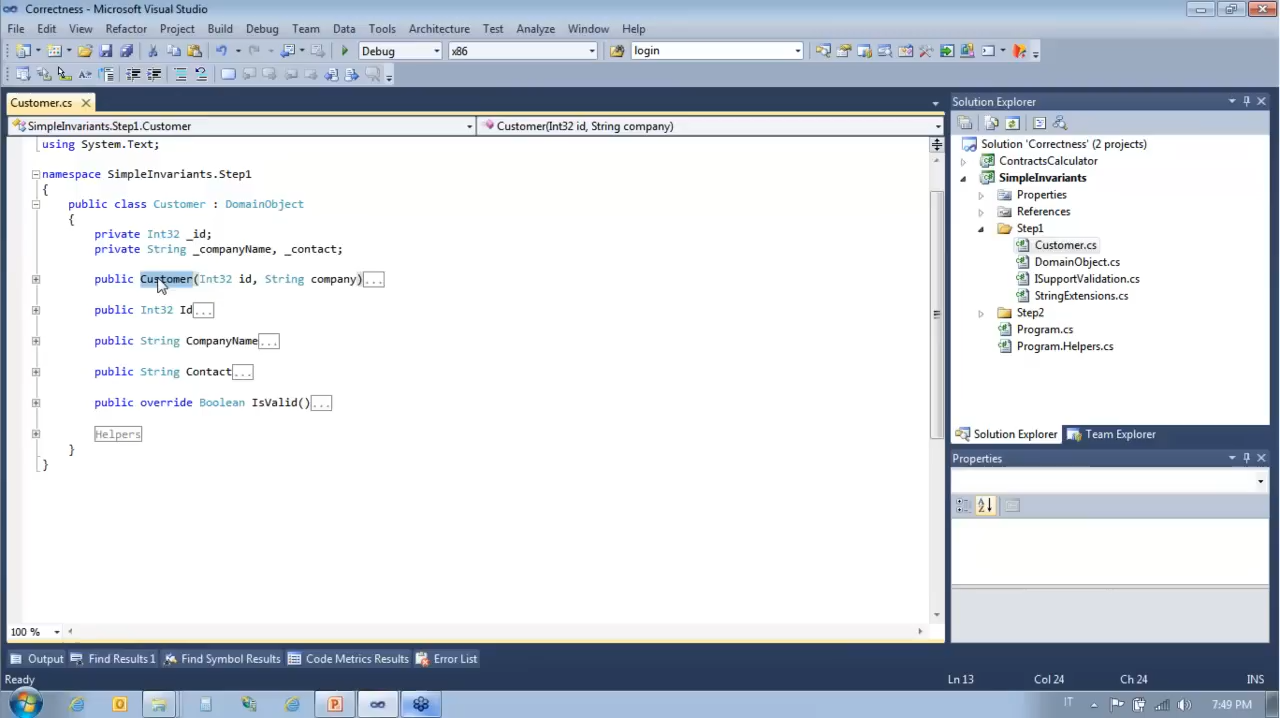 Correctness - Microsoft Visual Studio
File Edit View Refactor Project Build Debug Team Data Tools Architecture Test Analyze Window Help
Debug x86 login
Customer.cs
SimpleInvariants.Step1.Customer Customer(Int32 id, String company)
using System.Text;
namespace SimpleInvariants.Step1
{
public class Customer : DomainObject
{
private Int32 _id;
private String _companyName, _contact;
public Customer(Int32 id, String company)...
public Int32 Id...
public String CompanyName...
public String Contact...
public override Boolean IsValid()...
Helpers
}
}
100 %
Solution Explorer
Solution 'Correctness' (2 projects)
ContractsCalculator
SimpleInvariants
Properties
References
Step1
Customer.cs
DomainObject.cs
ISupportValidation.cs
StringExtensions.cs
Step2
Program.cs
Program.Helpers.cs
Solution Explorer Team Explorer
Properties
Output Find Results 1 Find Symbol Results Code Metrics Results Error List
Ready Ln 13 Col 24 Ch 24 INS
IT 7:49 PM